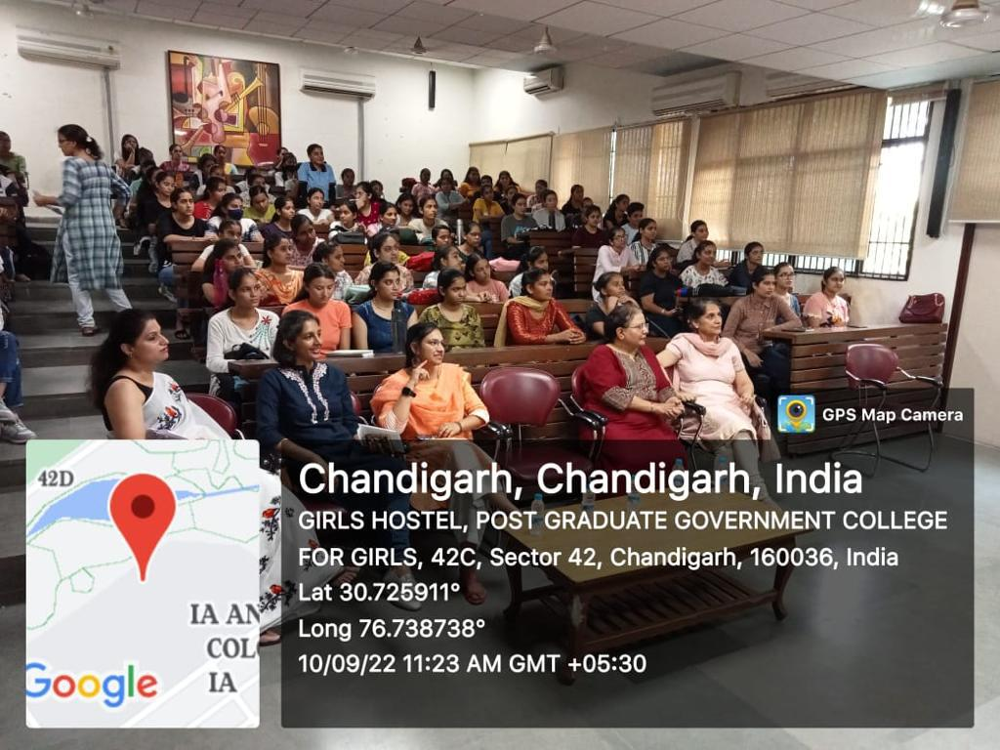 GPS Map Camera
Chandigarh, Chandigarh, India
GIRLS HOSTEL, POST GRADUATE GOVERNMENT COLLEGE
FOR GIRLS, 42C, Sector 42, Chandigarh, 160036, India
Lat 30.725911°
Long 76.738738°
10/09/22 11:23 AM GMT +05:30
42D
IA AN
COL
IA
Google